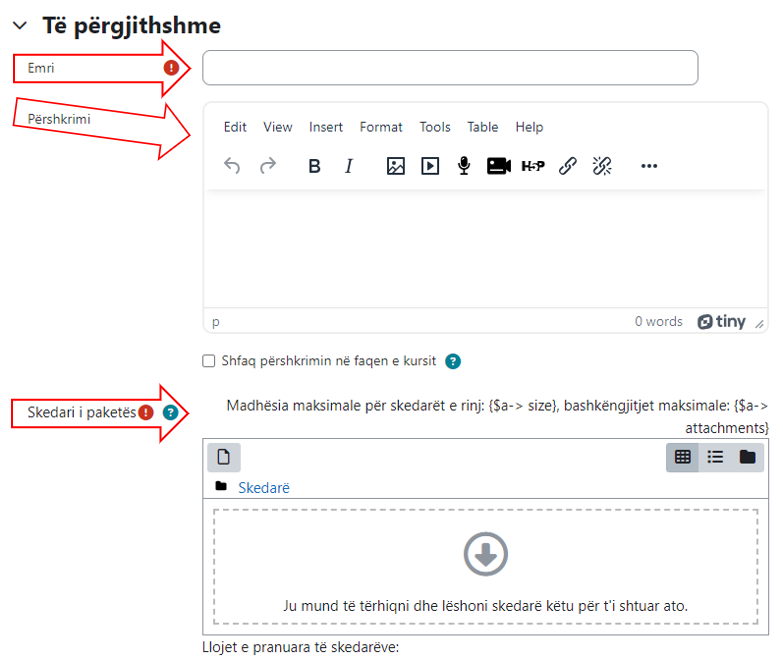 Të përgjithshme
Emri
Përshkrimi
Edit View Insert Format Tools Table Help
B I H5P
p 0 words tiny
Shfaq përshkrimin në faqen e kursit
Skedari i paketës
Madhësia maksimale për skedarët e rinj: {$a-> size}, bashkëngjitjet maksimale: {$a->
attachments}
Skedarë
Ju mund të tërhiqni dhe lëshoni skedarë këtu për t'i shtuar ato.
Llojet e pranuara të skedarëve: